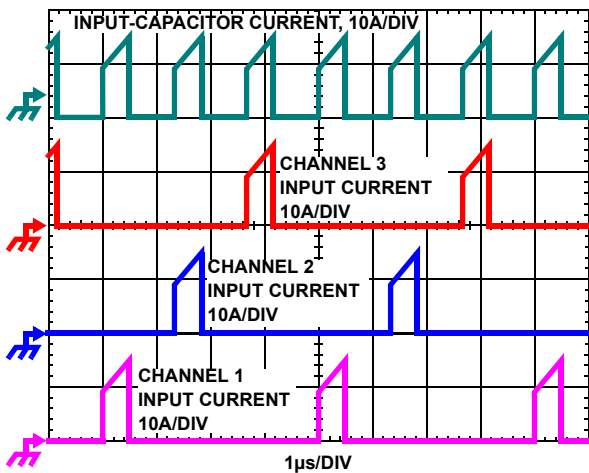 INPUT-CAPACITOR CURRENT, 10A/DIV
CHANNEL 3
INPUT CURRENT
10A/DIV
CHANNEL 2
INPUT CURRENT
10A/DIV
CHANNEL 1
INPUT CURRENT
10A/DIV
1µs/DIV